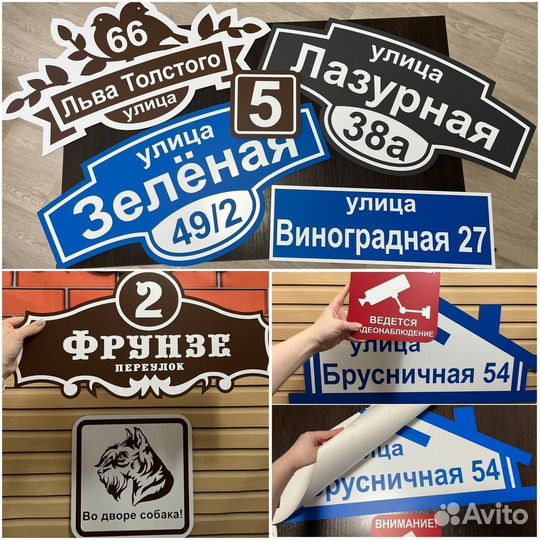 66
Льва Толстого
улица
улица
Лазурная
38а
5
улица
Зелёная
49/2
улица
Виноградная 27
2
ФРУНЗЕ
ПЕРЕУЛОК
Во дворе собака!
ВЕДЕТСЯ
ВИДЕОНАБЛЮДЕНИЕ
улица
Брусничная 54
улица
Брусничная 54
ВНИМАНИЕ!
Avito